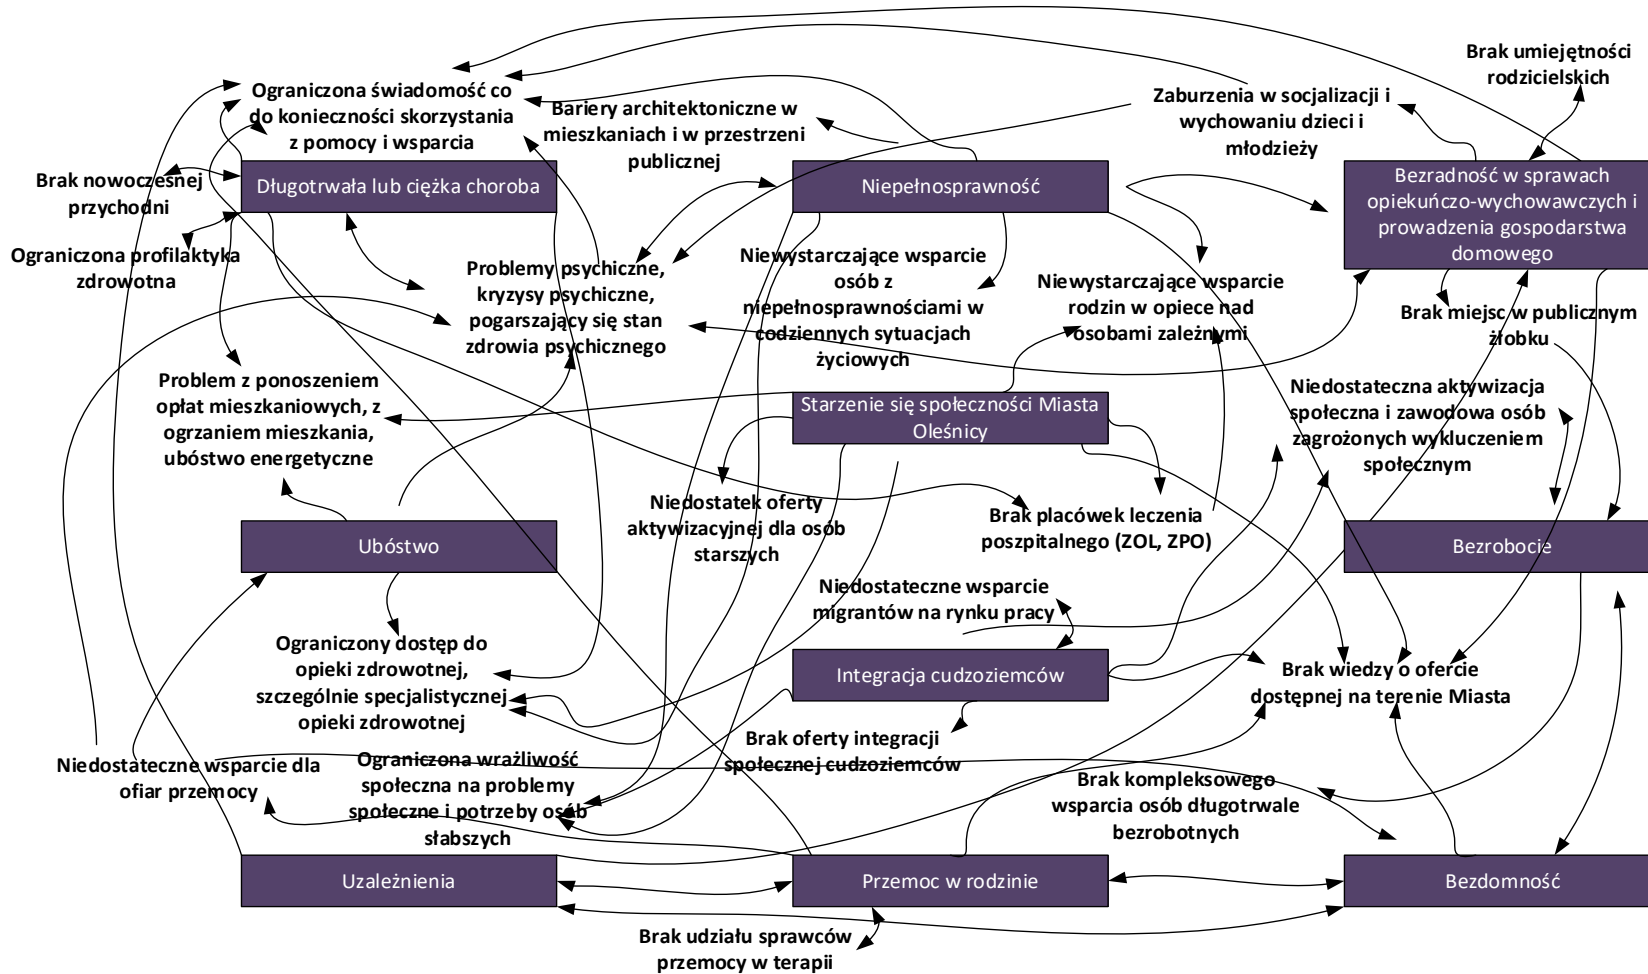 Brak umiejętności
rodzicielskich
Ograniczona świadomość co
do konieczności skorzystania
z pomocy i wsparcia
Bariery architektoniczne w
mieszkaniach i w przestrzeni
publicznej
Zaburzenia w socjalizacji i
wychowaniu dzieci i
młodzieży
Brak nowoczesnej
przychodni
Długotrwała lub ciężka choroba
Niepełnosprawność
Bezradność w sprawach
opiekuńczo-wychowawczych i
prowadzenia gospodarstwa
domowego
Ograniczona profilaktyka
zdrowotna
Problemy psychiczne,
kryzysy psychiczne,
pogarszający się stan
zdrowia psychicznego
Niewystarczające wsparcie
osób z
niepełnosprawnościami w
codziennych sytuacjach
życiowych
Niewystarczające wsparcie
rodzin w opiece nad
osobami zależnymi
Brak miejsc w publicznym
żłobku
Problem z ponoszeniem
opłat mieszkaniowych, z
ogrzaniem mieszkania,
ubóstwo energetyczne
Starzenie się społeczności Miasta
Oleśnicy
Niedostateczna aktywizacja
społeczna i zawodowa osób
zagrożonych wykluczeniem
społecznym
Niedostatek oferty
aktywizacyjnej dla osób
starszych
Brak placówek leczenia
poszpitalnego (ZOL, ZPO)
Ubóstwo
Bezrobocie
Niedostateczne wsparcie
migrantów na rynku pracy
Ograniczony dostęp do
opieki zdrowotnej,
szczególnie specjalistycznej
opieki zdrowotnej
Integracja cudzoziemców
Brak wiedzy o ofercie
dostępnej na terenie Miasta
Brak oferty integracji
społecznej cudzoziemców
Niedostateczne wsparcie dla
ofiar przemocy
Ograniczona wrażliwość
społeczna na problemy
społeczne i potrzeby osób
słabszych
Brak kompleksowego
wsparcia osób długotrwale
bezrobotnych
Uzależnienia
Przemoc w rodzinie
Bezdomność
Brak udziału sprawców
przemocy w terapii